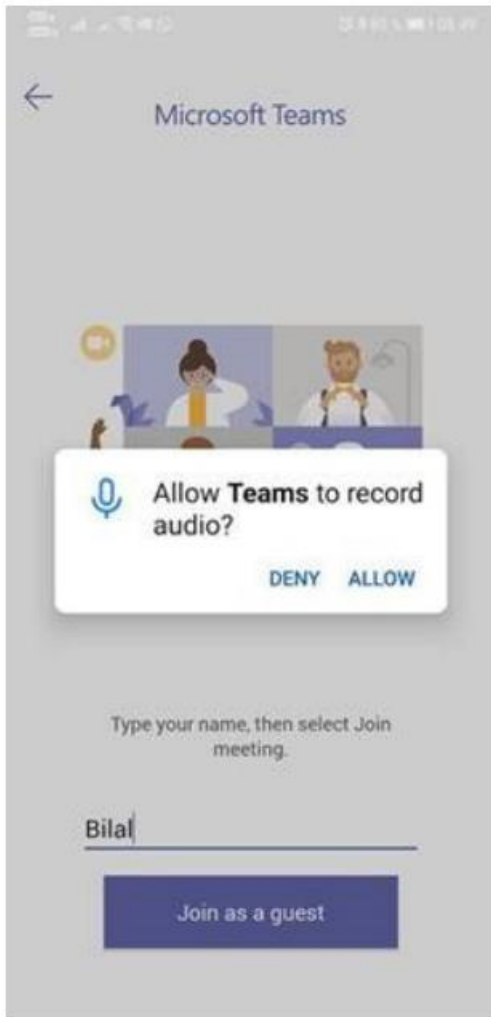 Microsoft Teams
Allow Teams to record
audio?
DENY ALLOW
Type your name, then select Join
meeting.
Bilal
Join as a guest